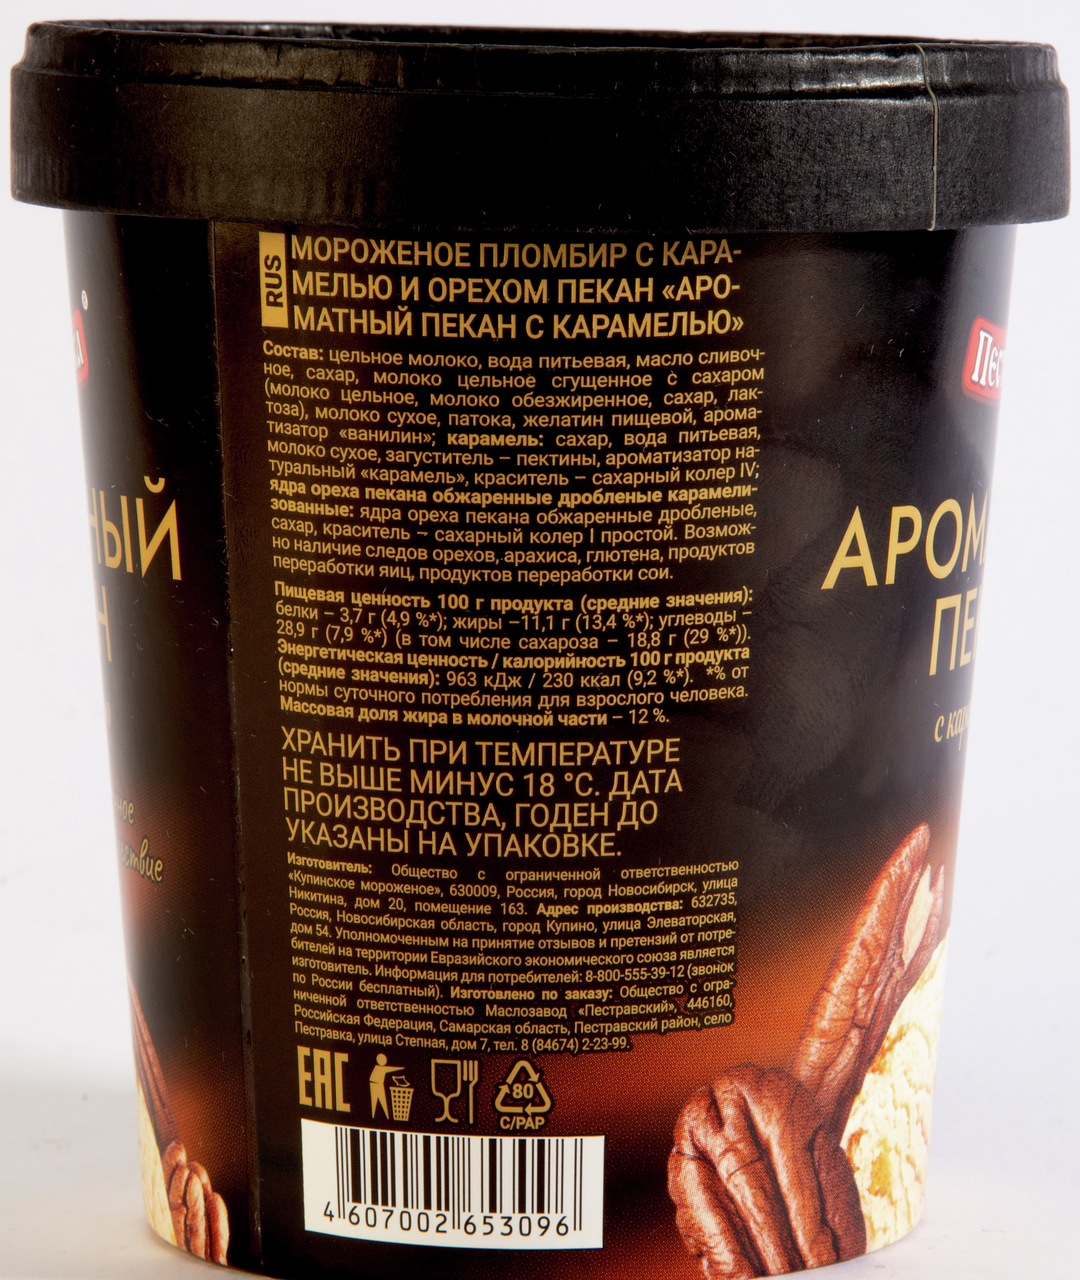 RUS
МОРОЖЕНОЕ ПЛОМБИР С КАРА-
МЕЛЬЮ И ОРЕХОМ ПЕКАН «АРО-
МАТНЫЙ ПЕКАН С КАРАМЕЛЬЮ»
Состав: цельное молоко, вода питьевая, масло сливоч-
ное, сахар, молоко цельное сгущенное с сахаром
(молоко цельное, молоко обезжиренное, сахар, лак-
тоза), молоко сухое, патока, желатин пищевой, арома-
тизатор «ванилин»; карамель: сахар, вода питьевая,
молоко сухое, загуститель – пектины, ароматизатор на-
туральный «карамель», краситель – сахарный колер IV;
ядра ореха пекана обжаренные дробленые карамели-
зованные: ядра ореха пекана обжаренные дробленые,
сахар, краситель – сахарный колер I простой. Возмож-
но наличие следов орехов, арахиса, глютена, продуктов
переработки яиц, продуктов переработки сои.
Пищевая ценность 100 г продукта (средние значения):
белки – 3,7 г (4,9 %*); жиры –11,1 г (13,4 %*); углеводы –
28,9 г (7,9 %*) (в том числе сахароза – 18,8 г (29 %*)).
Энергетическая ценность / калорийность 100 г продукта
(средние значения): 963 кДж / 230 ккал (9,2 %*). *% от
нормы суточного потребления для взрослого человека.
Массовая доля жира в молочной части – 12 %.
ХРАНИТЬ ПРИ ТЕМПЕРАТУРЕ
НЕ ВЫШЕ МИНУС 18 °С. ДАТА
ПРОИЗВОДСТВА, ГОДЕН ДО
УКАЗАНЫ НА УПАКОВКЕ.
Изготовитель: Общество с ограниченной ответственностью
«Купинское мороженое», 630009, Россия, город Новосибирск, улица
Никитина, дом 20, помещение 163. Адрес производства: 632735,
Россия, Новосибирская область, город Купино, улица Элеваторская,
дом 54. Уполномоченным на принятие отзывов и претензий от потре-
бителей на территории Евразийского экономического союза является
изготовитель. Информация для потребителей: 8-800-555-39-12 (звонок
по России бесплатный). Изготовлено по заказу: Общество с огра-
ниченной ответственностью Маслозавод «Пестравский», 446160,
Российская Федерация, Самарская область, Пестравский район, село
Пестравка, улица Степная, дом 7, тел. 8 (84674) 2-23-99.
EAC
80
C/PAP
4 607002 653096
НЫЙ
Н
ное
ствие
Пес
АРОМ
ПЕ
с кар